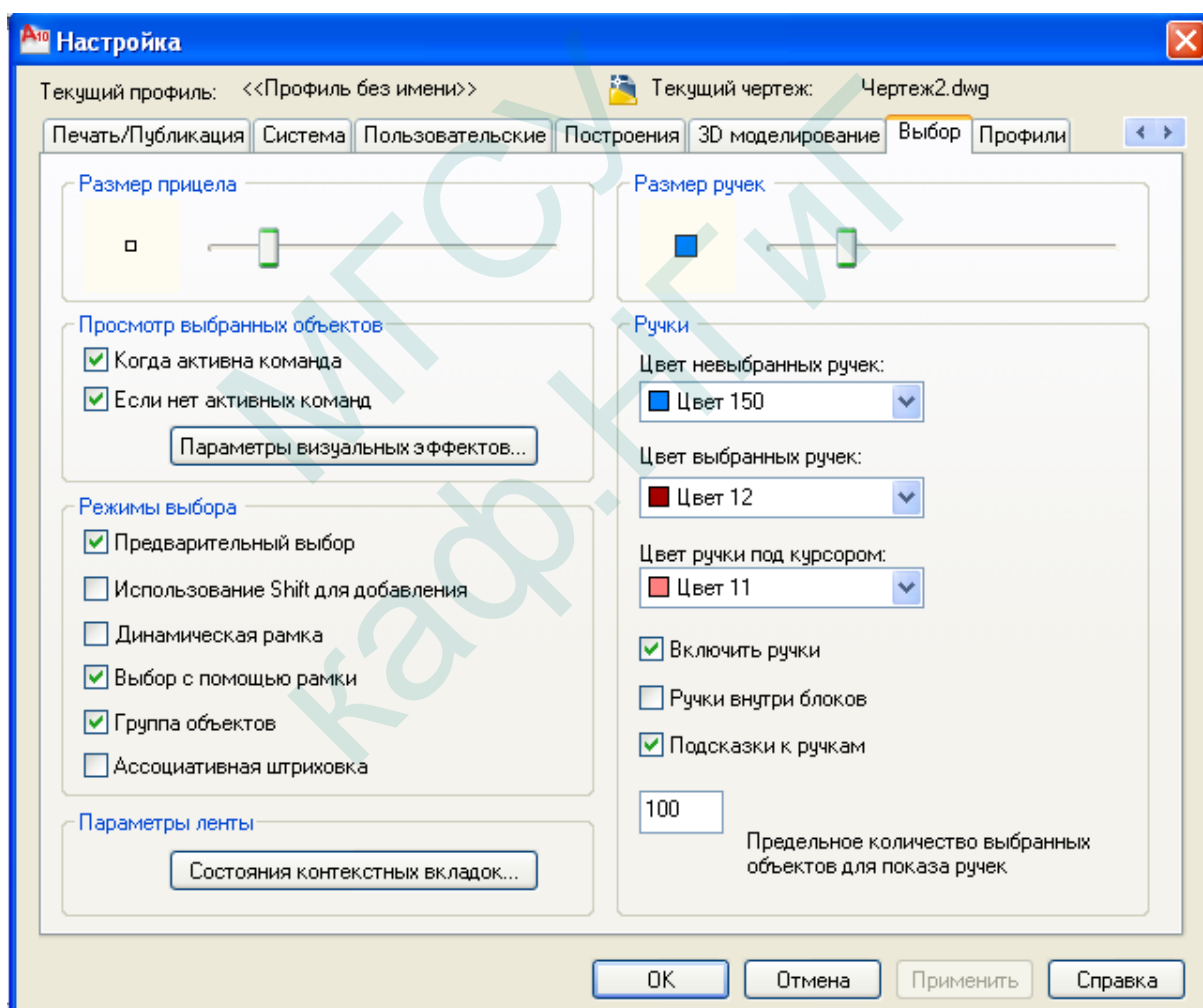 A10 Настройка
Текущий профиль: <<Профиль без имени>> Текущий чертеж: Чертеж2.dwg
Печать/Публикация Система Пользовательские Построения 3D моделирование Выбор Профили
Размер прицела
Размер ручек
Просмотр выбранных объектов
Когда активна команда
Если нет активных команд
Параметры визуальных эффектов...
Режимы выбора
Предварительный выбор
Использование Shift для добавления
Динамическая рамка
Выбор с помощью рамки
Группа объектов
Ассоциативная штриховка
Параметры ленты
Состояния контекстных вкладок...
Ручки
Цвет невыбранных ручек:
Цвет 150
Цвет выбранных ручек:
Цвет 12
Цвет ручки под курсором:
Цвет 11
Включить ручки
Ручки внутри блоков
Подсказки к ручкам
100
Предельное количество выбранных
объектов для показа ручек
OK Отмена Применить Справка
МГСУ
каф.НГиГ